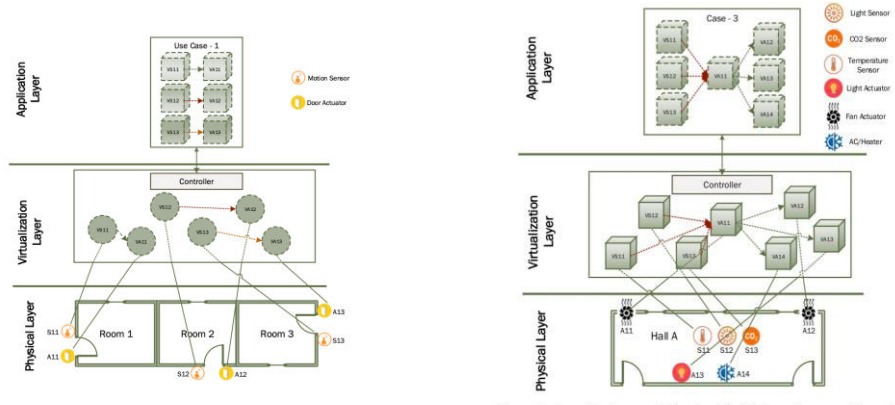 Application
Layer
Use Case - 1
VS11
VA11
VS12
VA12
VS13
VA13
Motion Sensor
Door Actuator
Virtualization
Layer
Controller
VS12
VA12
VS11
VA11
VS13
VA13
Physical Layer
Room 1
Room 2
Room 3
S11
A11
S12
A12
A13
S13
Application
Layer
Case - 3
VS11
VA12
VS12
VA11
VA13
VS13
VA14
Light Sensor
CO2
CO2 Sensor
Temperature
Sensor
Light Actuator
Fan Actuator
AC/Heater
Virtualization
Layer
Controller
VS12
VA11
VA12
VS11
VS13
VA14
VA13
Physical Layer
A11
Hall A
A12
CO2
S11
S12
S13
A13
A14